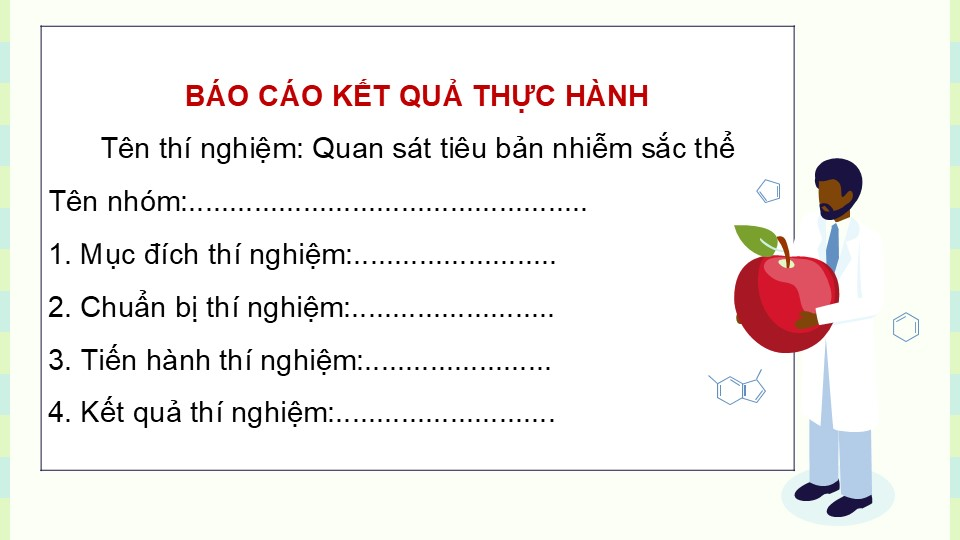 BÁO CÁO KẾT QUẢ THỰC HÀNH
Tên thí nghiệm: Quan sát tiêu bản nhiễm sắc thể
Tên nhóm:.................................................
1. Mục đích thí nghiệm:.........................
2. Chuẩn bị thí nghiệm:.........................
3. Tiến hành thí nghiệm:.......................
4. Kết quả thí nghiệm:...........................